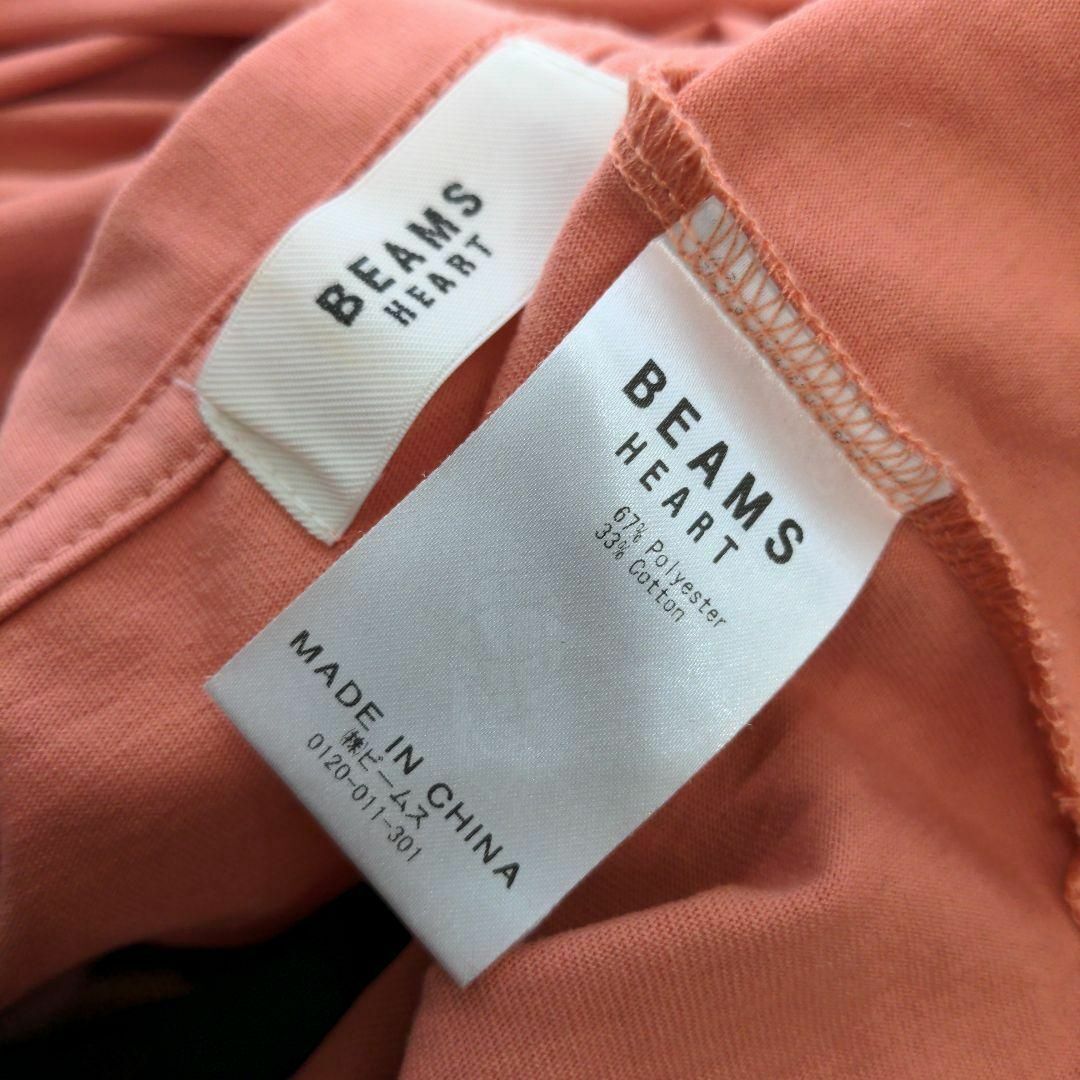 BEAMS
HEART
BEAMS
HEART
67% Polyester
33% Cotton
MADE IN CHINA
㈱ビームス
0120-011-301